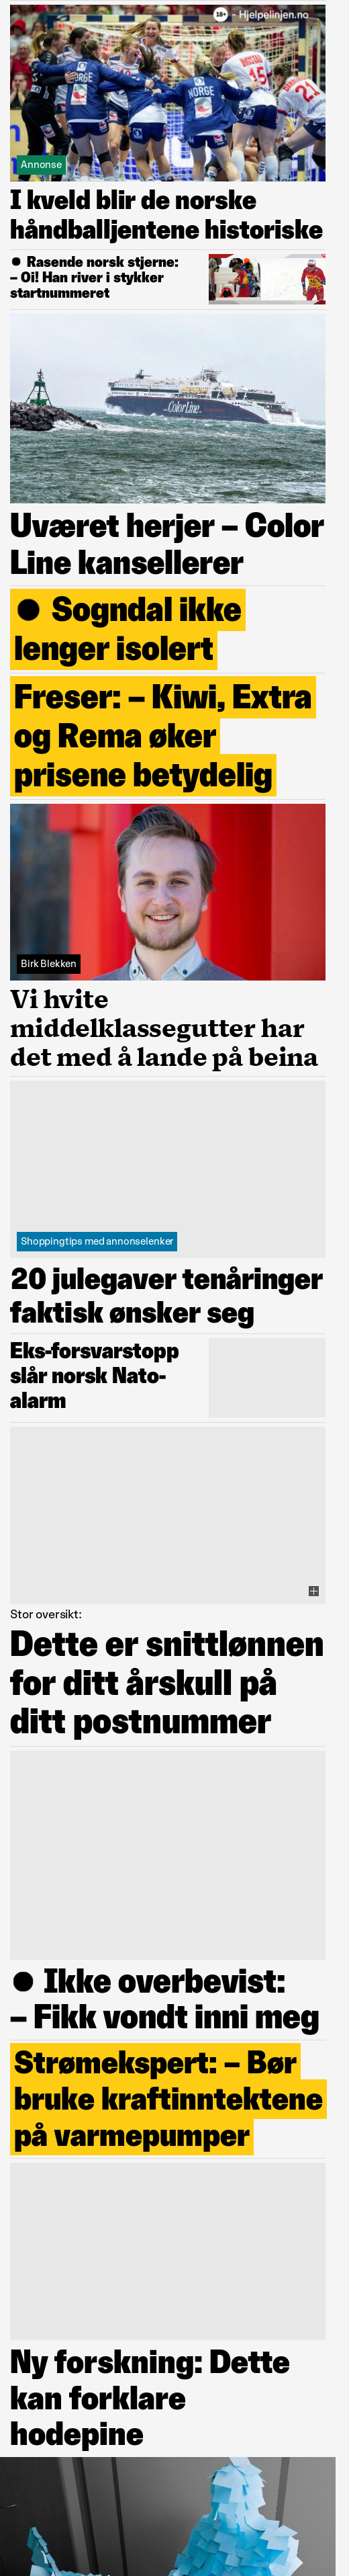 18+ - Hjelpelinjen.no
NORGE
NORGE
15
21
Annonse
I kveld blir de norske
håndballjentene historiske
● Rasende norsk stjerne:
– Oi! Han river i stykker
startnummeret
Color Line
Uværet herjer – Color
Line kansellerer
● Sogndal ikke
lenger isolert
Freser: – Kiwi, Extra
og Rema øker
prisene betydelig
Birk Blekken
Vi hvite
middelklassegutter har
det med å lande på beina
Shoppingtips med annonselenker
20 julegaver tenåringer
faktisk ønsker seg
Eks-forsvarstopp
slår norsk Nato-
alarm
Stor oversikt:
Dette er snittlønnen
for ditt årskull på
ditt postnummer
● Ikke overbevist:
– Fikk vondt inni meg
Strømekspert: – Bør
bruke kraftinntektene
på varmepumper
Ny forskning: Dette
kan forklare
hodepine